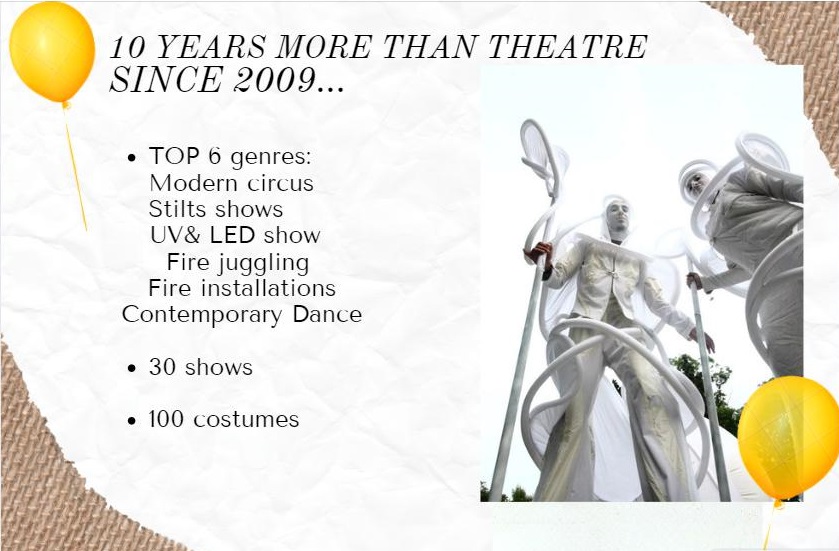 10 YEARS MORE THAN THEATRE
SINCE 2009...
• TOP 6 genres:
Modern circus
Stilts shows
UV& LED show
Fire juggling
Fire installations
Contemporary Dance
• 30 shows
• 100 costumes